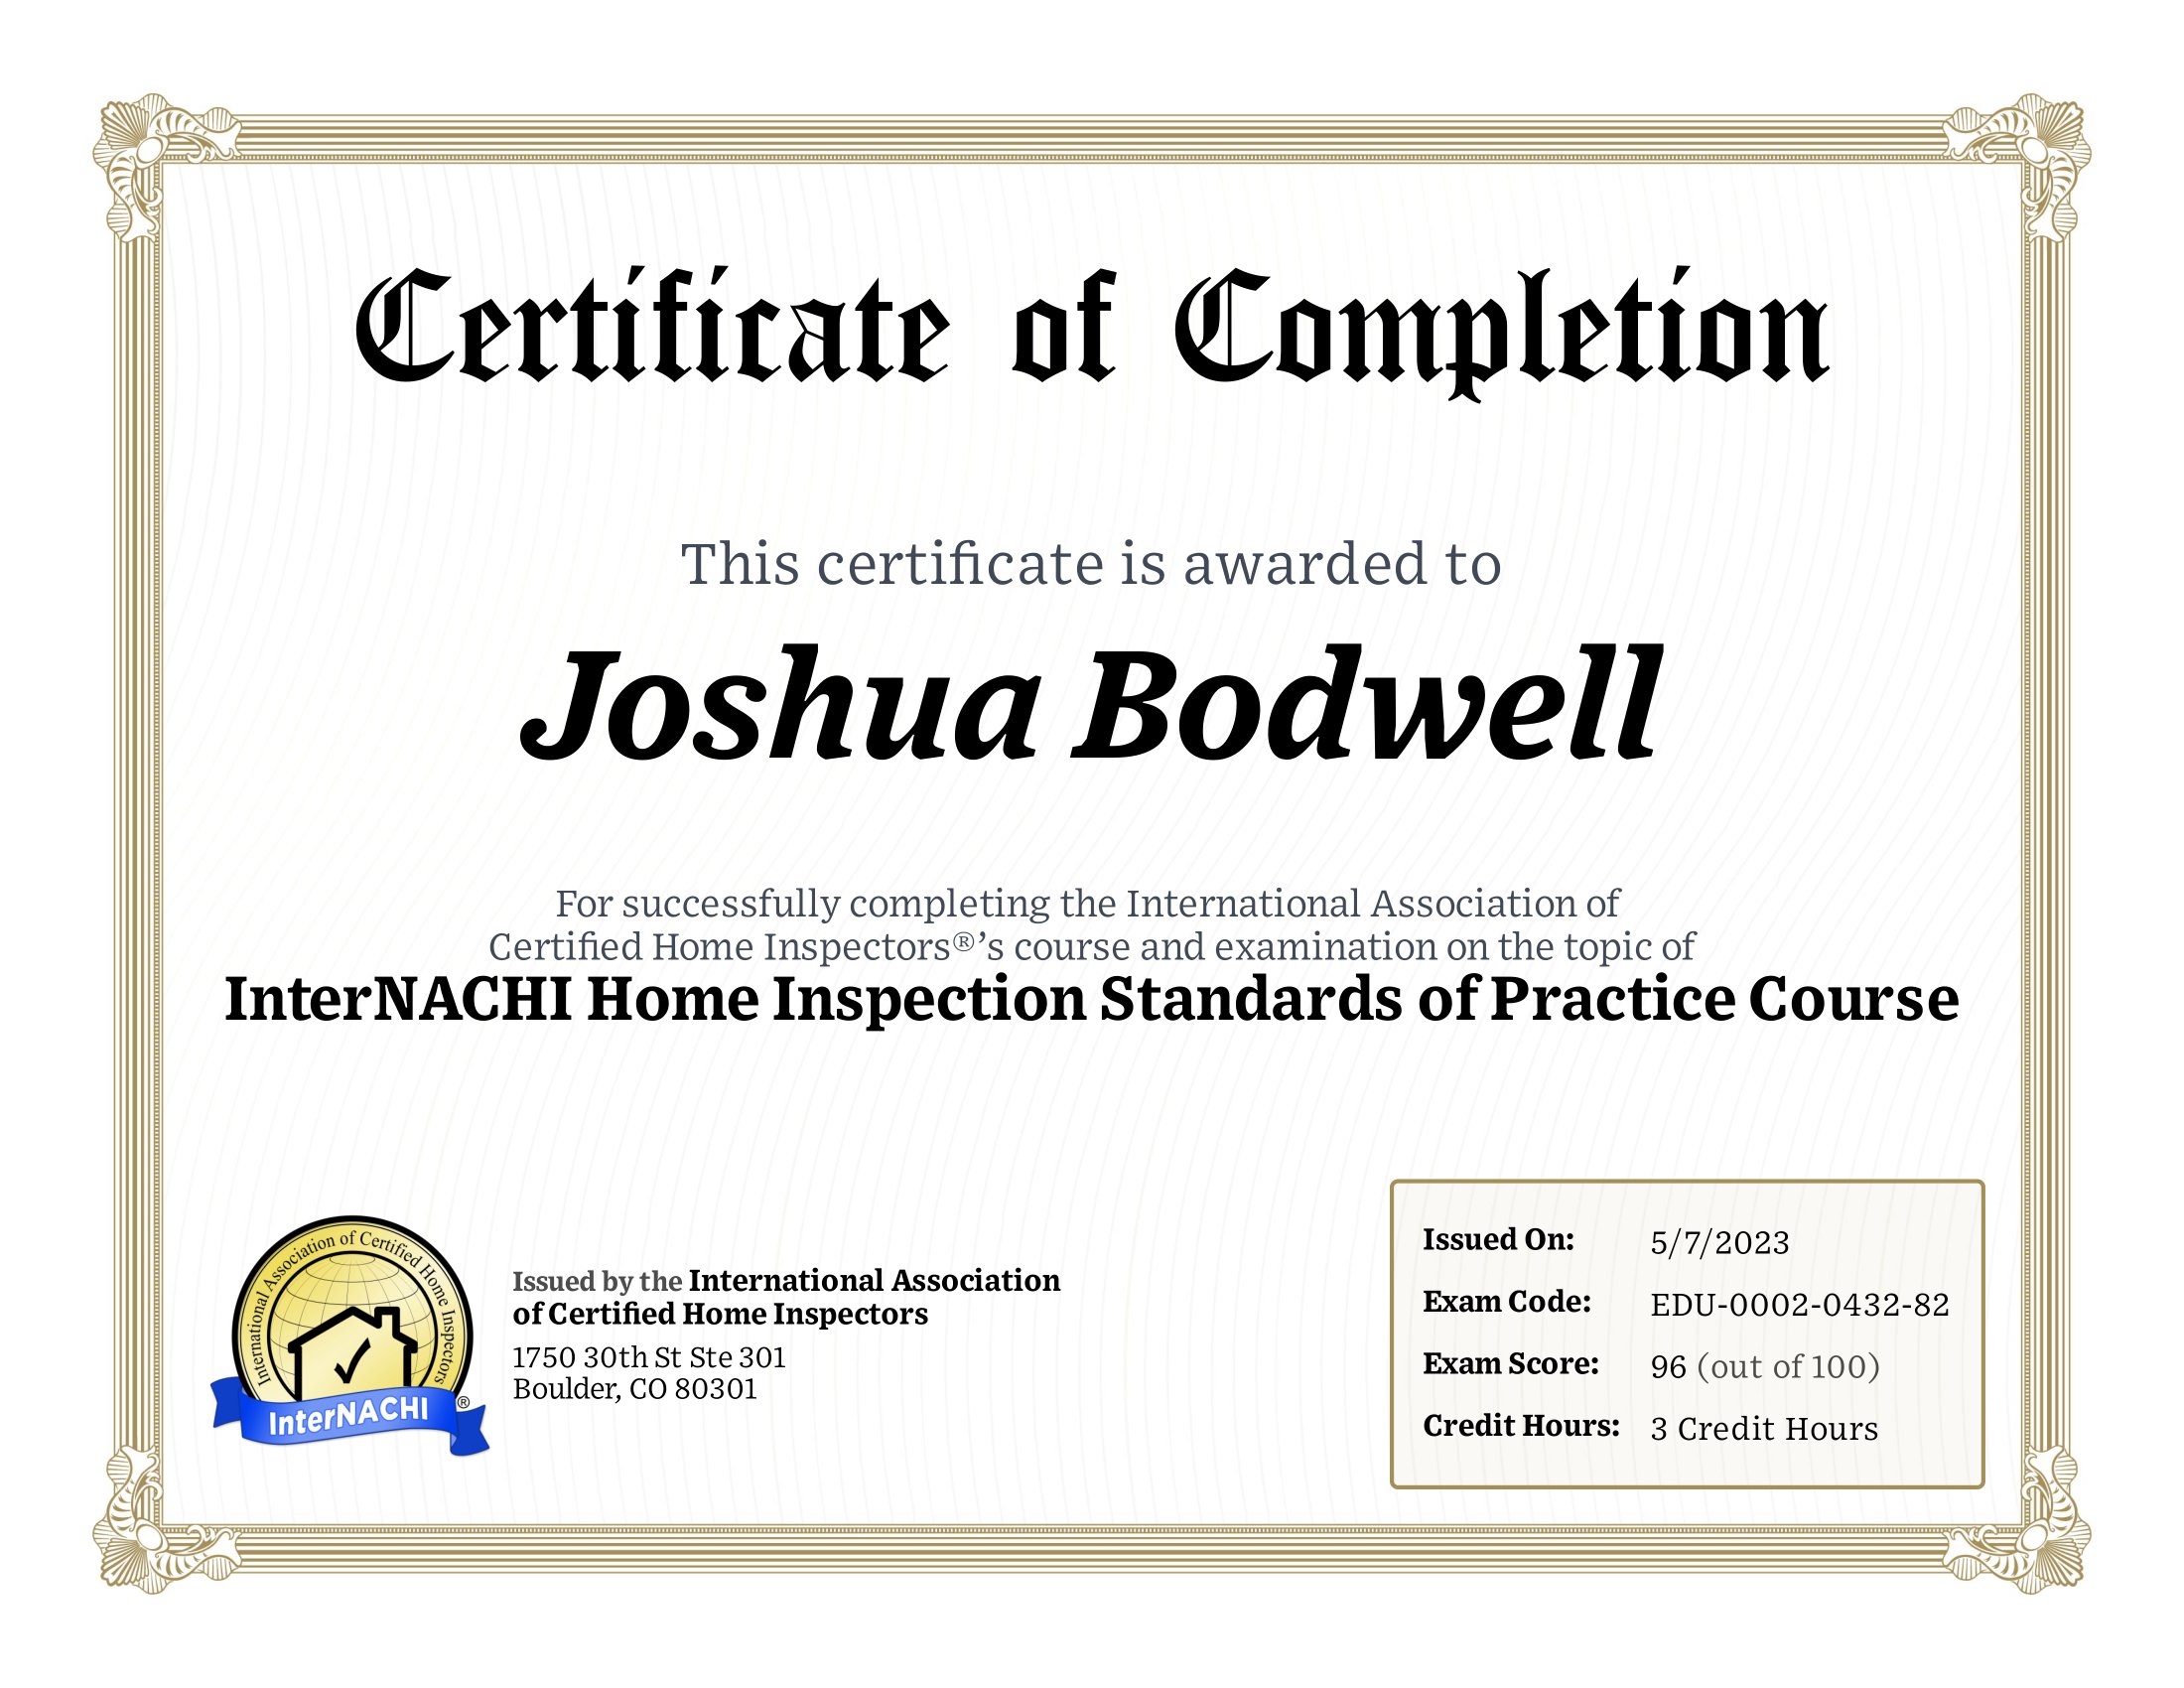 Certificate of Completion
This certificate is awarded to
Joshua Bodwell
For successfully completing the International Association of
Certified Home Inspectors®’s course and examination on the topic of
InterNACHI Home Inspection Standards of Practice Course
International Association of Certified Home Inspectors
InterNACHI ®
Issued by the International Association
of Certified Home Inspectors
1750 30th St Ste 301
Boulder, CO 80301
Issued On: 5/7/2023
Exam Code: EDU-0002-0432-82
Exam Score: 96 (out of 100)
Credit Hours: 3 Credit Hours